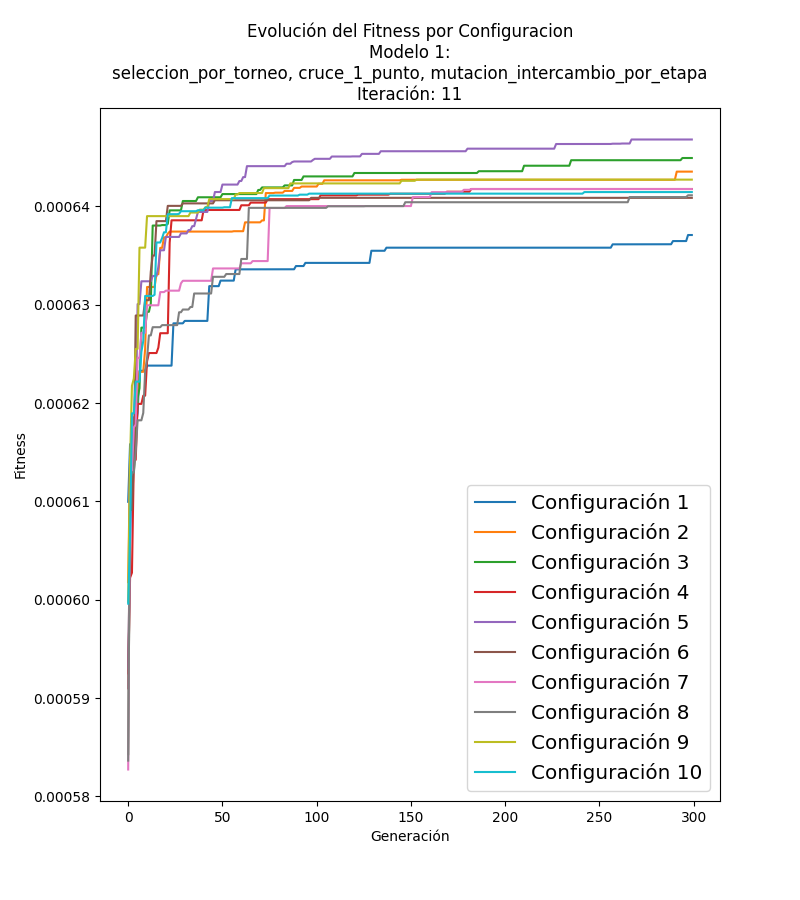 Evolución del Fitness por Configuracion
Modelo 1:
seleccion_por_torneo, cruce_1_punto, mutacion_intercambio_por_etapa
Iteración: 11
Fitness
0.00064
0.00063
0.00062
0.00061
0.00060
0.00059
0.00058
0
50
100
150
200
250
300
Generación
Configuración 1
Configuración 2
Configuración 3
Configuración 4
Configuración 5
Configuración 6
Configuración 7
Configuración 8
Configuración 9
Configuración 10